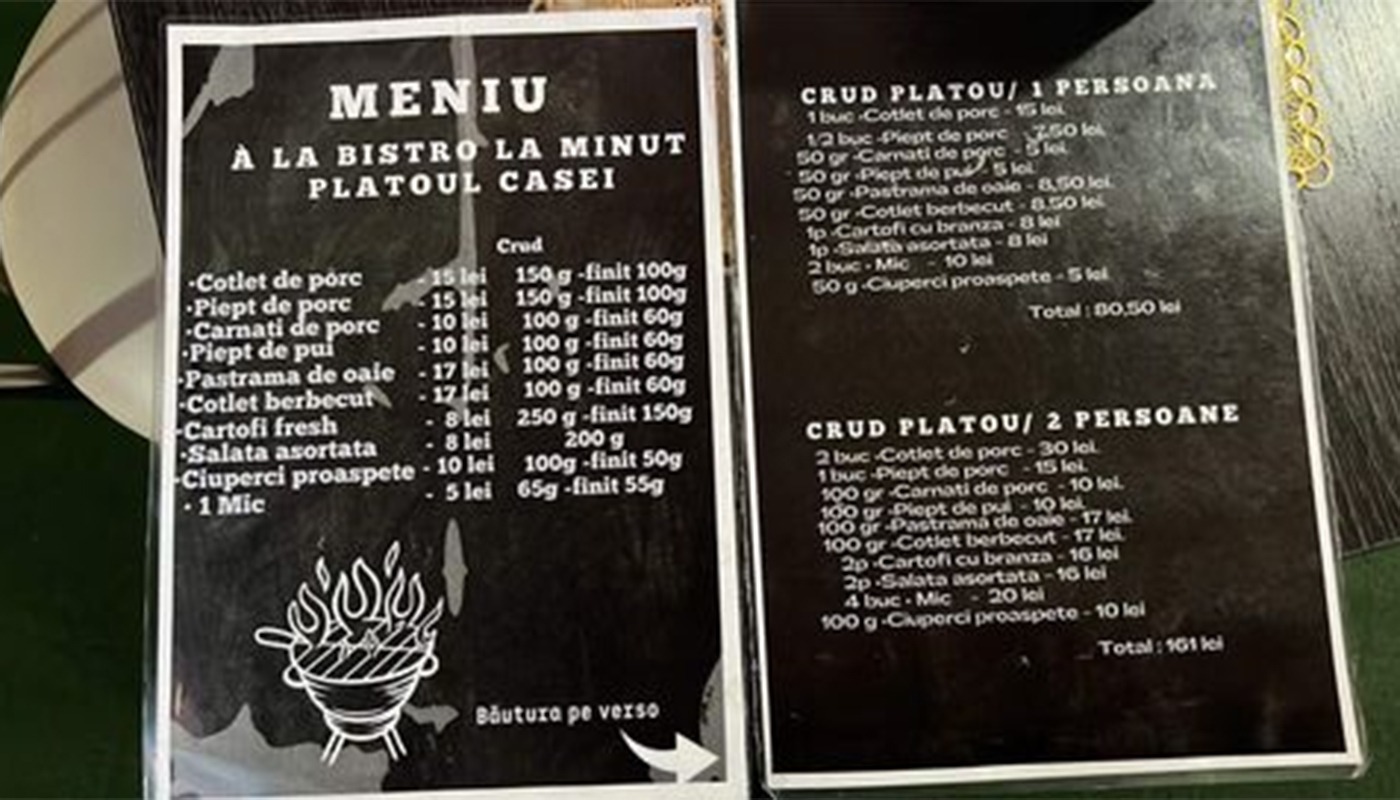 MENIU
À LA BISTRO LA MINUT
PLATOUL CASEI
Crud
·Cotlet de porc - 15 lei 150 g -finit 100g
·Piept de porc - 15 lei 150 g -finit 100g
·Carnati de porc - 10 lei 100 g -finit 60g
·Piept de pui - 10 lei 100 g -finit 60g
·Pastrama de oaie - 17 lei 100 g -finit 60g
·Cotlet berbecut - 17 lei 100 g -finit 60g
·Cartofi fresh - 8 lei 250 g -finit 150g
·Salata asortata - 8 lei 200 g
·Ciuperci proaspete - 10 lei 100g -finit 50g
· 1 Mic - 5 lei 65g -finit 55g
Băutura pe verso
CRUD PLATOU/ 1 PERSOANA
1 buc -Cotlet de porc - 15 lei
1/2 buc -Piept de porc - 7,50 lei
50 gr -Carnati de porc - 5 lei
50 gr -Piept de pui - 5 lei
50 gr -Pastrama de oaie - 8,50 lei
50 gr -Cotlet berbecut - 8,50 lei
1p -Cartofi cu branza - 8 lei
1p -Salata asortata - 8 lei
2 buc - Mic - 10 lei
50 g -Ciuperci proaspete - 5 lei
Total : 80,50 lei
CRUD PLATOU/ 2 PERSOANE
2 buc -Cotlet de porc - 30 lei
1 buc -Piept de porc - 15 lei
100 gr -Carnati de porc - 10 lei
100 gr -Piept de pui - 10 lei
100 gr -Pastrama de oaie - 17 lei
100 gr -Cotlet berbecut - 17 lei
2p -Cartofi cu branza - 16 lei
2p -Salata asortata - 16 lei
4 buc - Mic - 20 lei
100 g -Ciuperci proaspete - 10 lei
Total : 161 lei